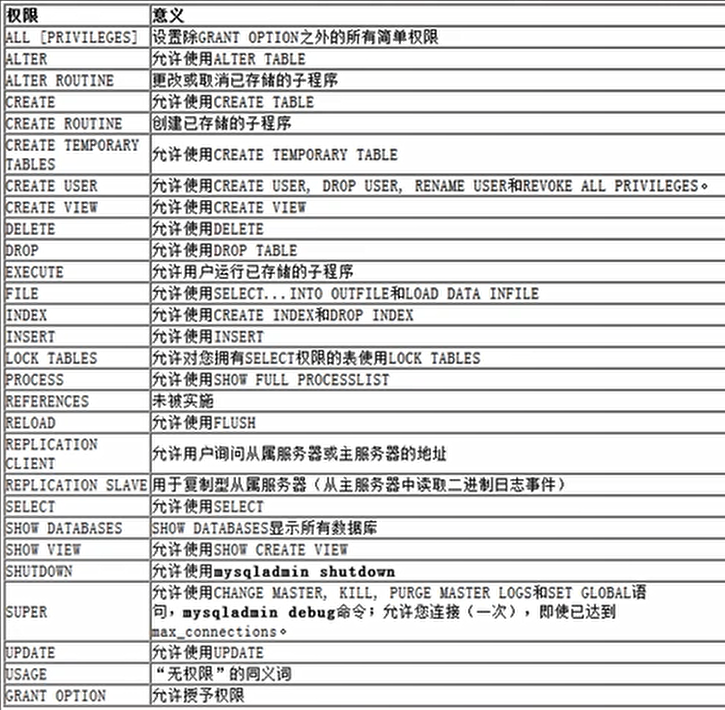 权限 意义
ALL [PRIVILEGES] 设置除GRANT OPTION之外的所有简单权限
ALTER 允许使用ALTER TABLE
ALTER ROUTINE 更改或取消已存储的子程序
CREATE 允许使用CREATE TABLE
CREATE ROUTINE 创建已存储的子程序
CREATE TEMPORARY
TABLES
允许使用CREATE TEMPORARY TABLE
CREATE USER 允许使用CREATE USER, DROP USER, RENAME USER和REVOKE ALL PRIVILEGES。
CREATE VIEW 允许使用CREATE VIEW
DELETE 允许使用DELETE
DROP 允许使用DROP TABLE
EXECUTE 允许用户运行已存储的子程序
FILE 允许使用SELECT...INTO OUTFILE和LOAD DATA INFILE
INDEX 允许使用CREATE INDEX和DROP INDEX
INSERT 允许使用INSERT
LOCK TABLES 允许对您拥有SELECT权限的表使用LOCK TABLES
PROCESS 允许使用SHOW FULL PROCESSLIST
REFERENCES 未被实施
RELOAD 允许使用FLUSH
REPLICATION
CLIENT
允许用户询问从属服务器或主服务器的地址
REPLICATION SLAVE 用于复制型从属服务器（从主服务器中读取二进制日志事件）
SELECT 允许使用SELECT
SHOW DATABASES SHOW DATABASES显示所有数据库
SHOW VIEW 允许使用SHOW CREATE VIEW
SHUTDOWN 允许使用mysqladmin shutdown
SUPER
允许使用CHANGE MASTER, KILL, PURGE MASTER LOGS和SET GLOBAL语
句，mysqladmin debug命令；允许您连接（一次），即使已达到
max_connections。
UPDATE 允许使用UPDATE
USAGE “无权限”的同义词
GRANT OPTION 允许授予权限